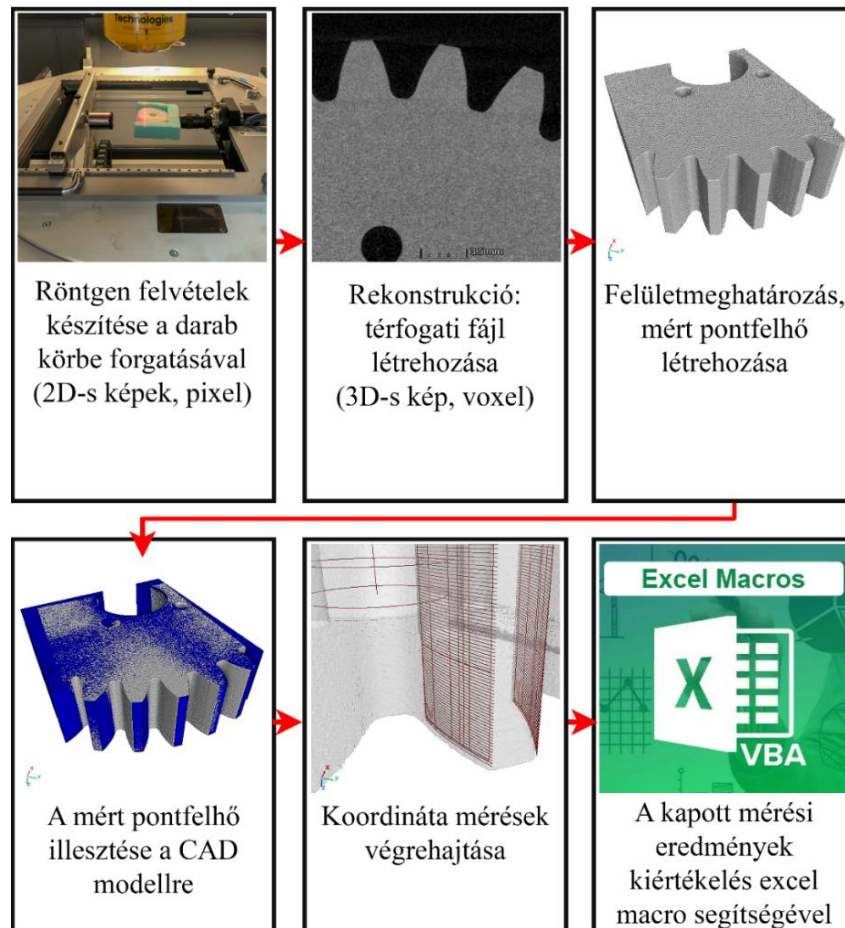 Technologies
Röntgen felvételek
készítése a darab
körbe forgatásával
(2D-s képek, pixel)
Rekonstrukció:
térfogati fájl
létrehozása
(3D-s kép, voxel)
Felületmeghatározás,
mért pontfelhő
létrehozása
A mért pontfelhő
illesztése a CAD
modellre
Koordináta mérések
végrehajtása
Excel Macros
X
VBA
A kapott mérési
eredmények
kiértékelés excel
macro segítségével